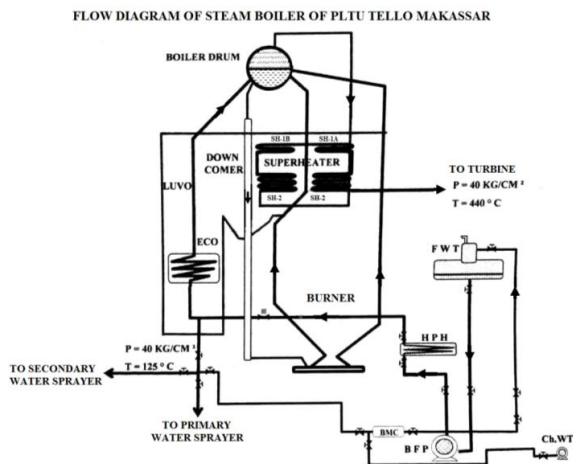 FLOW DIAGRAM OF STEAM BOILER OF PLTU TELLO MAKASSAR
BOILER DRUM
SH-1B
SH-1A
DOWN
COMER
SUPERHEATER
LUVO
SH-2
SH-2
TO TURBINE
P = 40 KG/CM ²
T = 440 ° C
ECO
F W T
BURNER
H P H
P = 40 KG/CM ²
T = 125 ° C
TO SECONDARY
WATER SPRAYER
TO PRIMARY
WATER SPRAYER
BMC
B F P
Ch.WT